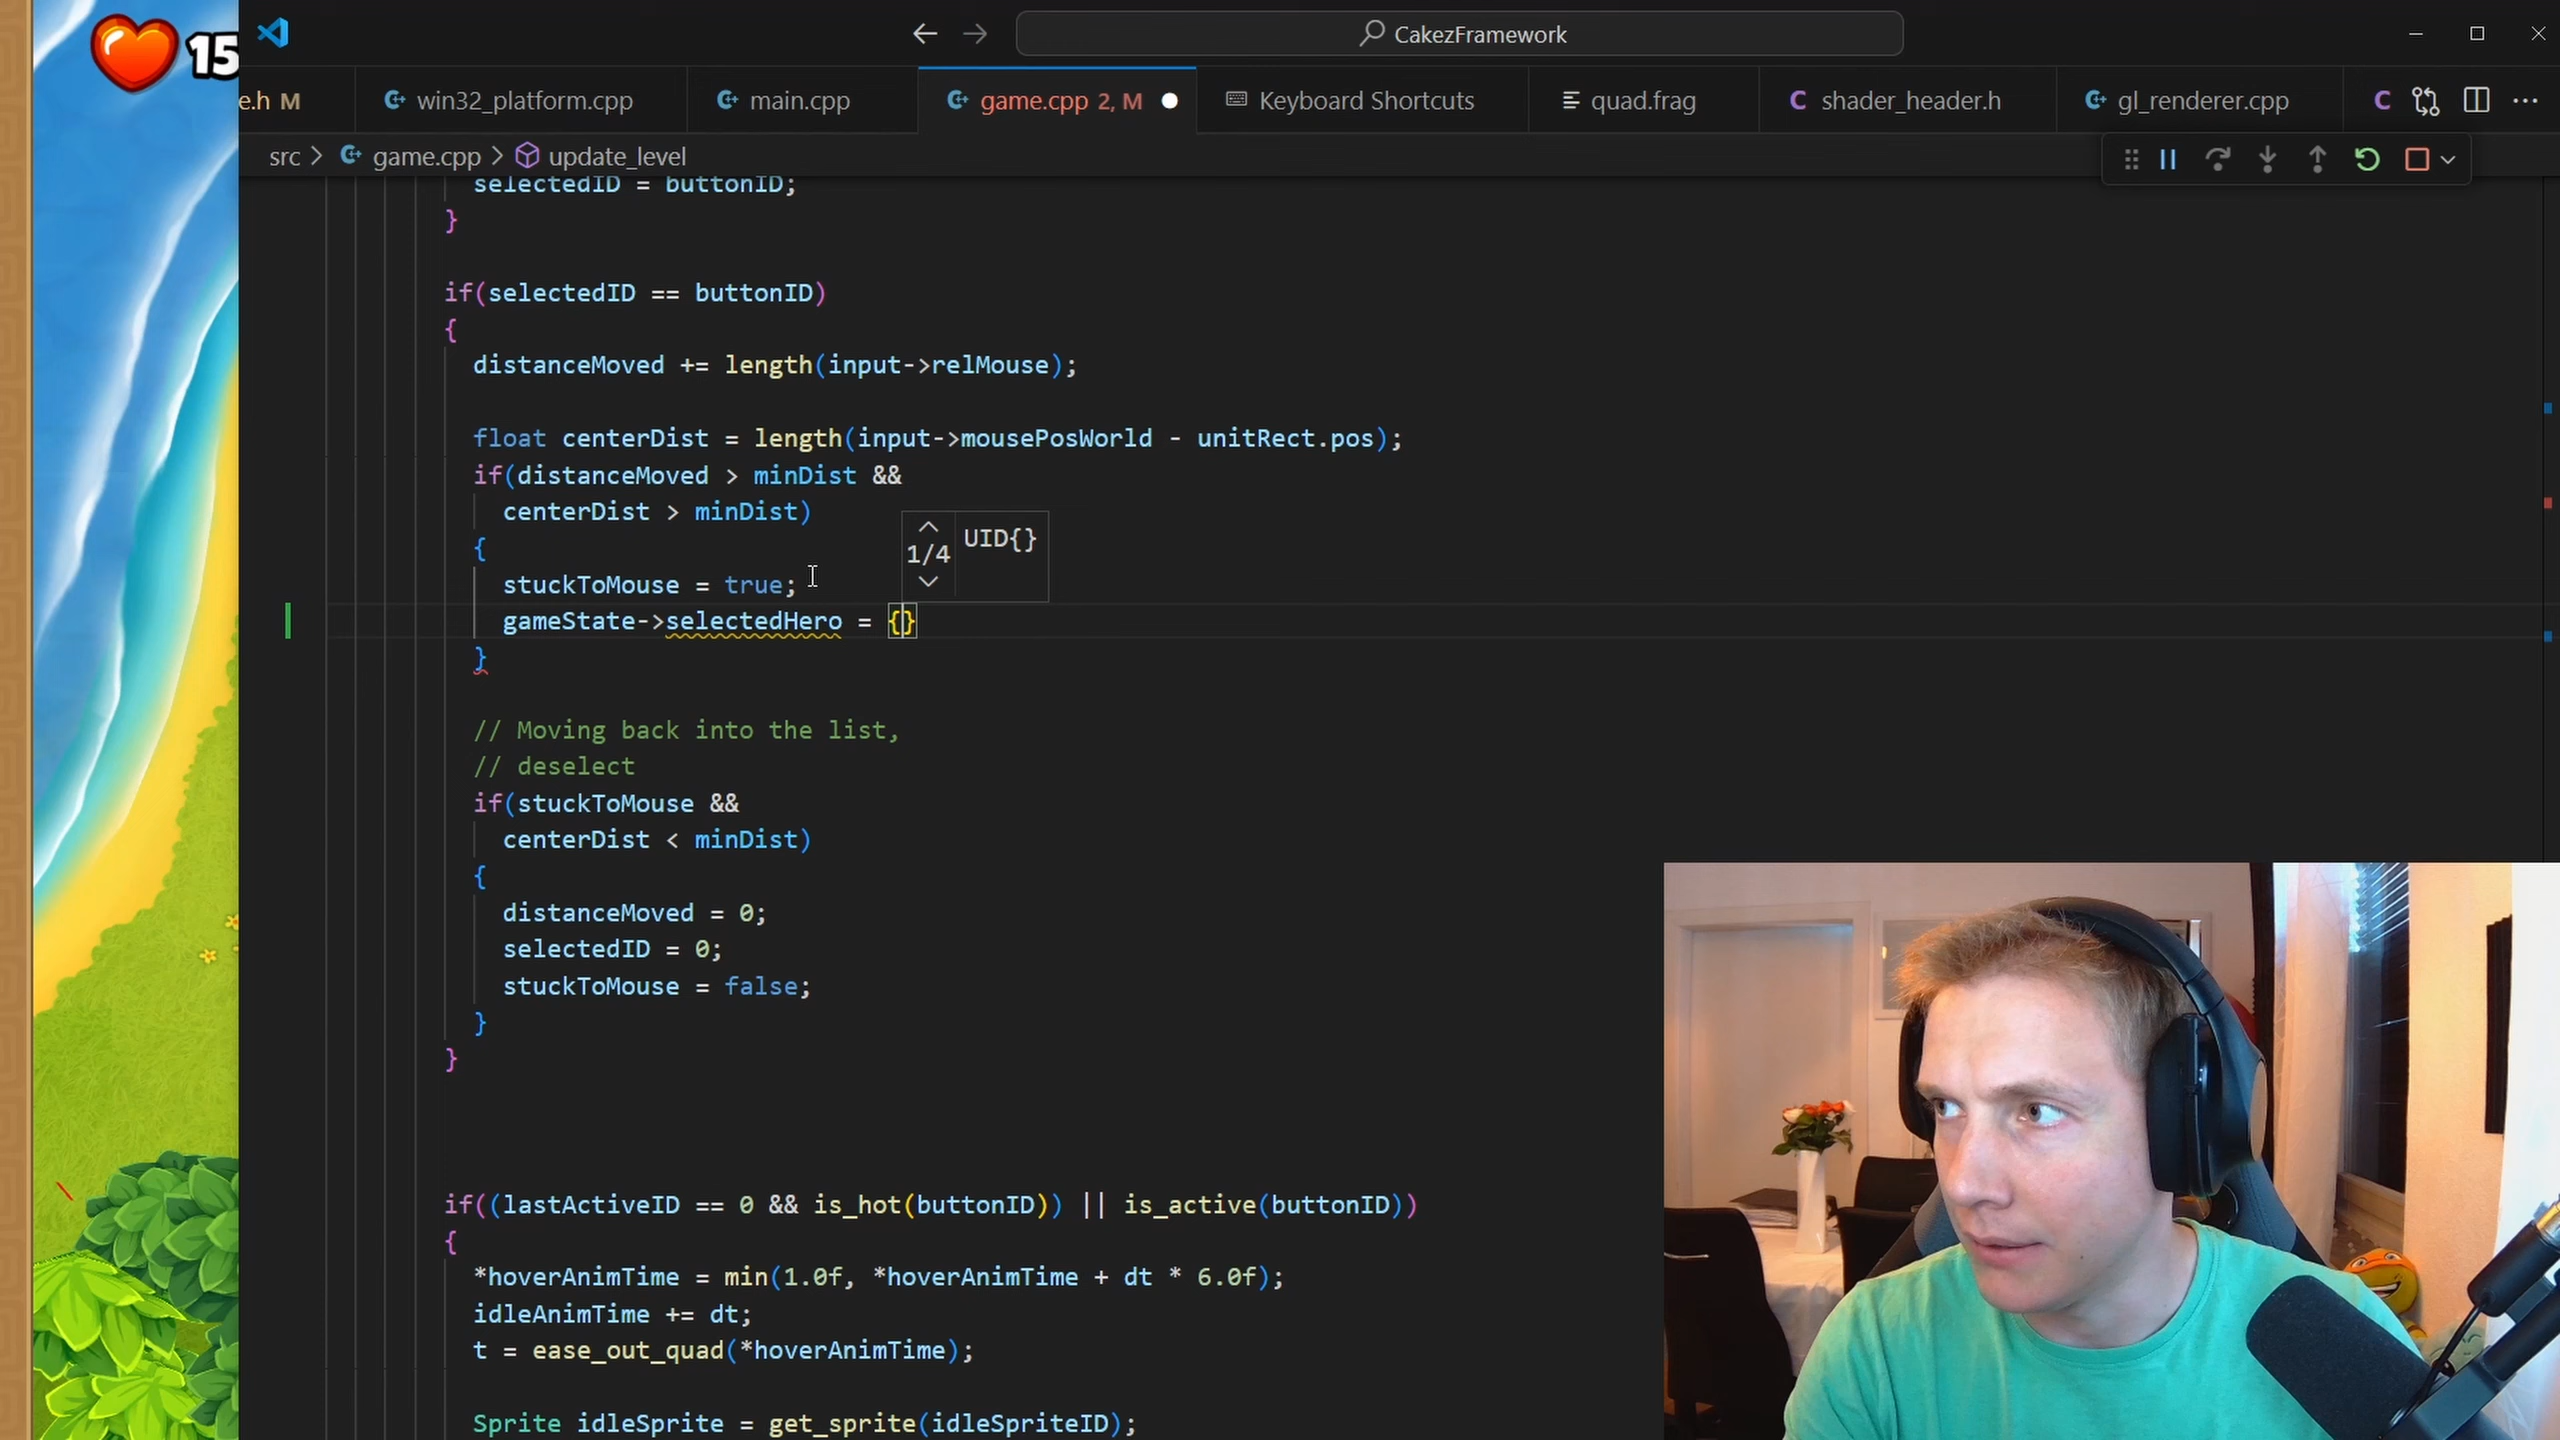 15
CakezFramework
e.h M
win32_platform.cpp
main.cpp
game.cpp 2, M
Keyboard Shortcuts
quad.frag
C shader_header.h
gl_renderer.cpp
C
src > game.cpp > update_level
selectedID = buttonID;
}
if(selectedID == buttonID)
{
distanceMoved += length(input->relMouse);
float centerDist = length(input->mousePosWorld - unitRect.pos);
if(distanceMoved > minDist &&
centerDist > minDist)
{
1/4 UID{}
stuckToMouse = true;
gameState->selectedHero = {}
}
// Moving back into the list,
// deselect
if(stuckToMouse &&
centerDist < minDist)
{
distanceMoved = 0;
selectedID = 0;
stuckToMouse = false;
}
}
if((lastActiveID == 0 && is_hot(buttonID)) || is_active(buttonID))
{
*hoverAnimTime = min(1.0f, *hoverAnimTime + dt * 6.0f);
idleAnimTime += dt;
t = ease_out_quad(*hoverAnimTime);
Sprite idleSprite = get_sprite(idleSpriteID);